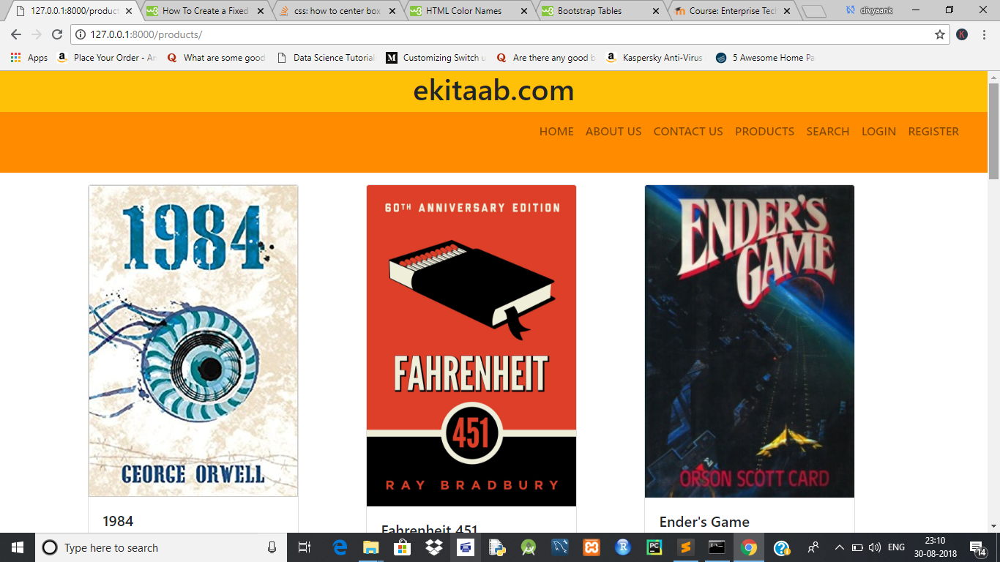 127.0.0.1:8000/product
How To Create a Fixed
css: how to center box
HTML Color Names
Bootstrap Tables
Course: Enterprise Tech
divyaank
127.0.0.1:8000/products/
K
Apps
Place Your Order - Am
What are some good
Data Science Tutorial
M
Customizing Switch u
Are there any good b
Kaspersky Anti-Virus
5 Awesome Home Pa
ekitaab.com
HOME ABOUT US CONTACT US PRODUCTS SEARCH LOGIN REGISTER
1984
GEORGE ORWELL
1984
60TH ANNIVERSARY EDITION
FAHRENHEIT
451
RAY BRADBURY
Fahrenheit 451
ENDER'S
GAME
ORSON SCOTT CARD
Ender's Game
Type here to search
PC
R
ENG
23:10
30-08-2018
14